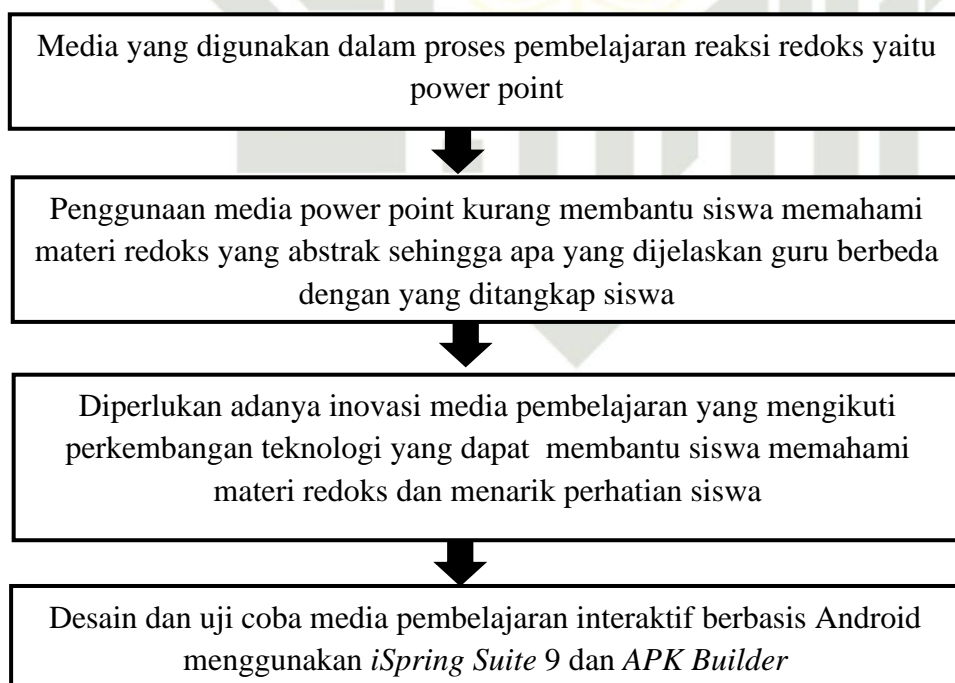 Media yang digunakan dalam proses pembelajaran reaksi redoks yaitu
power point
Penggunaan media power point kurang membantu siswa memahami
materi redoks yang abstrak sehingga apa yang dijelaskan guru berbeda
dengan yang ditangkap siswa
Diperlukan adanya inovasi media pembelajaran yang mengikuti
perkembangan teknologi yang dapat  membantu siswa memahami
materi redoks dan menarik perhatian siswa
Desain dan uji coba media pembelajaran interaktif berbasis Android
menggunakan iSpring Suite 9 dan APK Builder